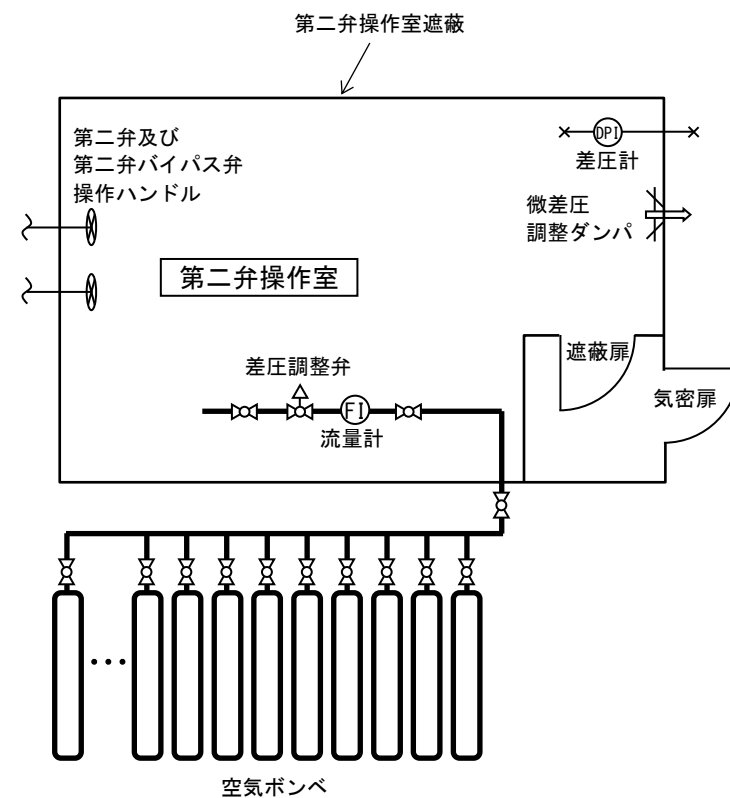 第二弁操作室遮蔽
第二弁及び
第二弁バイパス弁
操作ハンドル
DPI
差圧計
微差圧
調整ダンパ
第二弁操作室
遮蔽扉
気密扉
差圧調整弁
FI
流量計
空気ボンベ